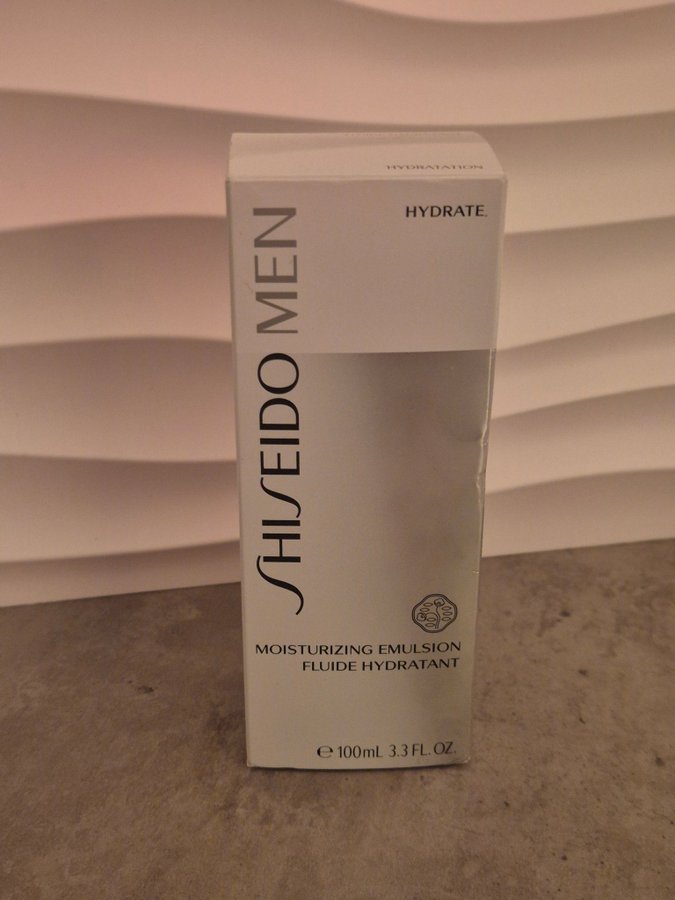 HYDRATATION
HYDRATE.
SHISEIDO MEN
MOISTURIZING EMULSION
FLUIDE HYDRATANT
℮ 100mL 3.3 FL. OZ.